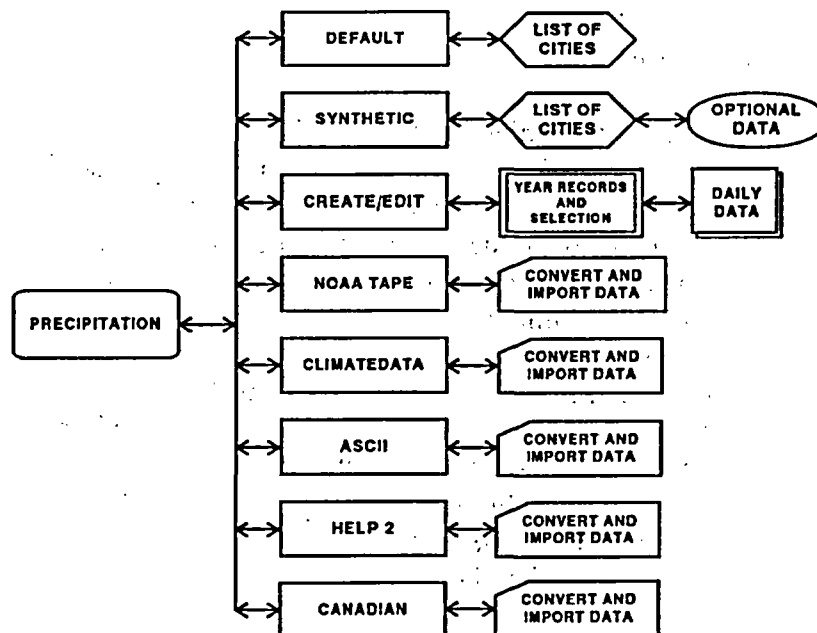 DEFAULT
LIST OF
CITIES
SYNTHETIC
LIST OF
CITIES
OPTIONAL
DATA
CREATE/EDIT
YEAR RECORDS
AND
SELECTION
DAILY
DATA
NOAA TAPE
CONVERT AND
IMPORT DATA
PRECIPITATION
CLIMATEDATA
CONVERT AND
IMPORT DATA
ASCII
CONVERT AND
IMPORT DATA
HELP 2
CONVERT AND
IMPORT DATA
CANADIAN
CONVERT AND
IMPORT DATA